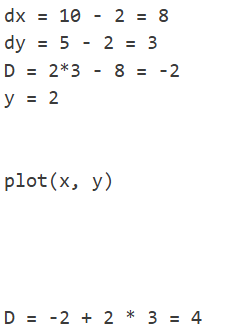 dx = 10 - 2 = 8
dy = 5 - 2 = 3
D = 2*3 - 8 = -2
y = 2
plot(x, y)
D = -2 + 2 * 3 = 4